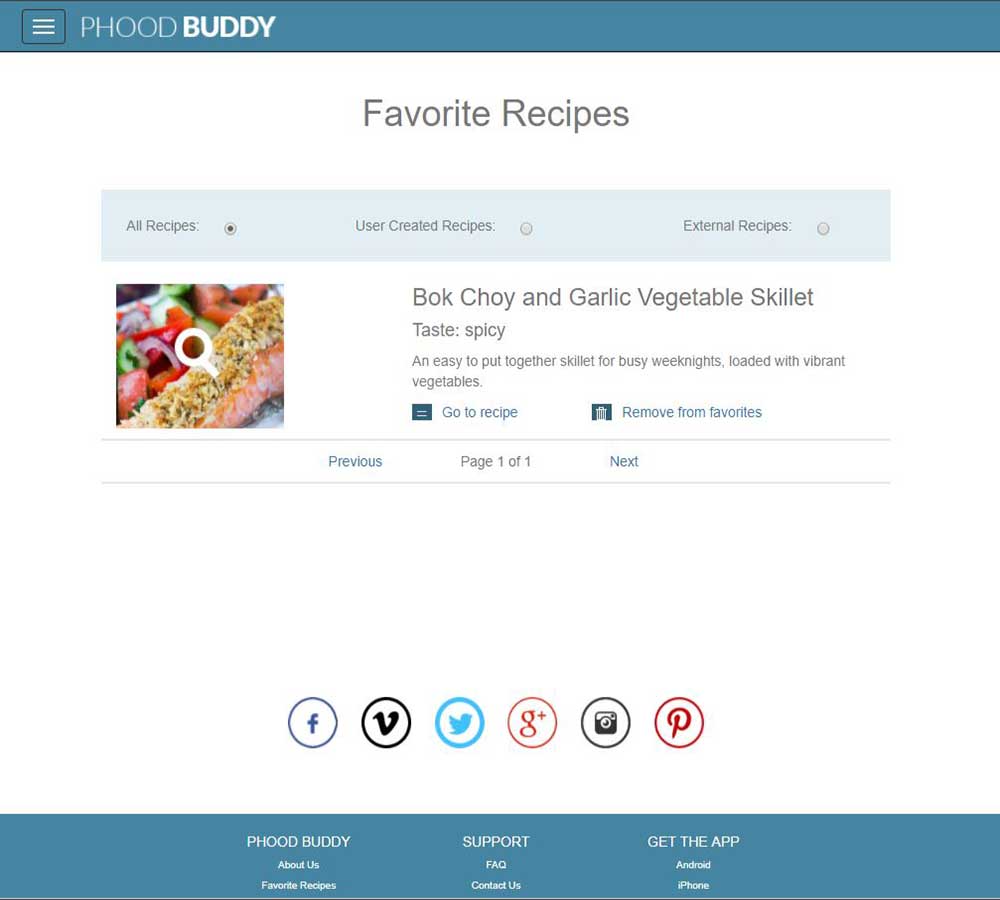 PHOOD BUDDY
Favorite Recipes
All Recipes: User Created Recipes: External Recipes:
Bok Choy and Garlic Vegetable Skillet
Taste: spicy
An easy to put together skillet for busy weeknights, loaded with vibrant
vegetables.
Go to recipe Remove from favorites
Previous Page 1 of 1 Next
f v g+ p
PHOOD BUDDY SUPPORT GET THE APP
About Us FAQ Android
Favorite Recipes Contact Us iPhone